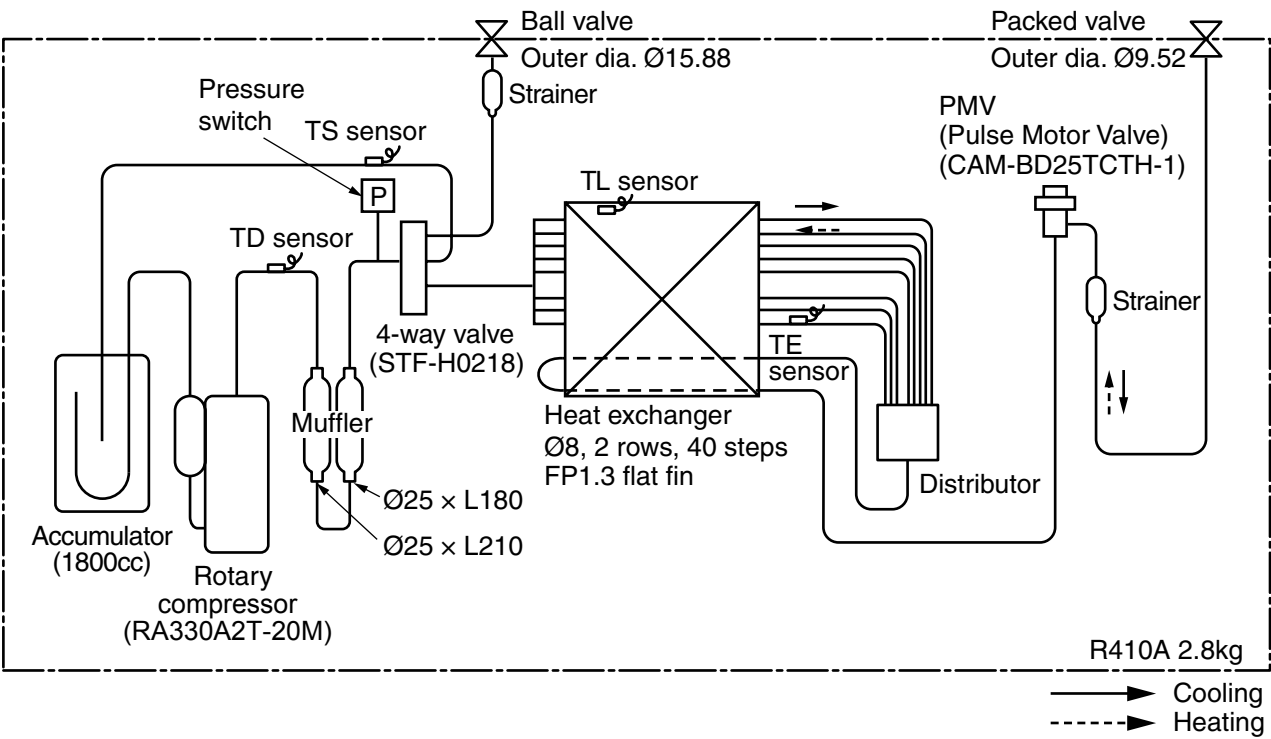 Ball valve
Outer dia. Ø15.88
Packed valve
Outer dia. Ø9.52
Strainer
Pressure
switch
TS sensor
P
TD sensor
TL sensor
PMV
(Pulse Motor Valve)
(CAM-BD25TCTH-1)
Strainer
4-way valve
(STF-H0218)
TE
sensor
Muffler
Heat exchanger
Ø8, 2 rows, 40 steps
FP1.3 flat fin
Distributor
Ø25 × L180
Ø25 × L210
Accumulator
(1800cc)
Rotary
compressor
(RA330A2T-20M)
R410A 2.8kg
Cooling
Heating